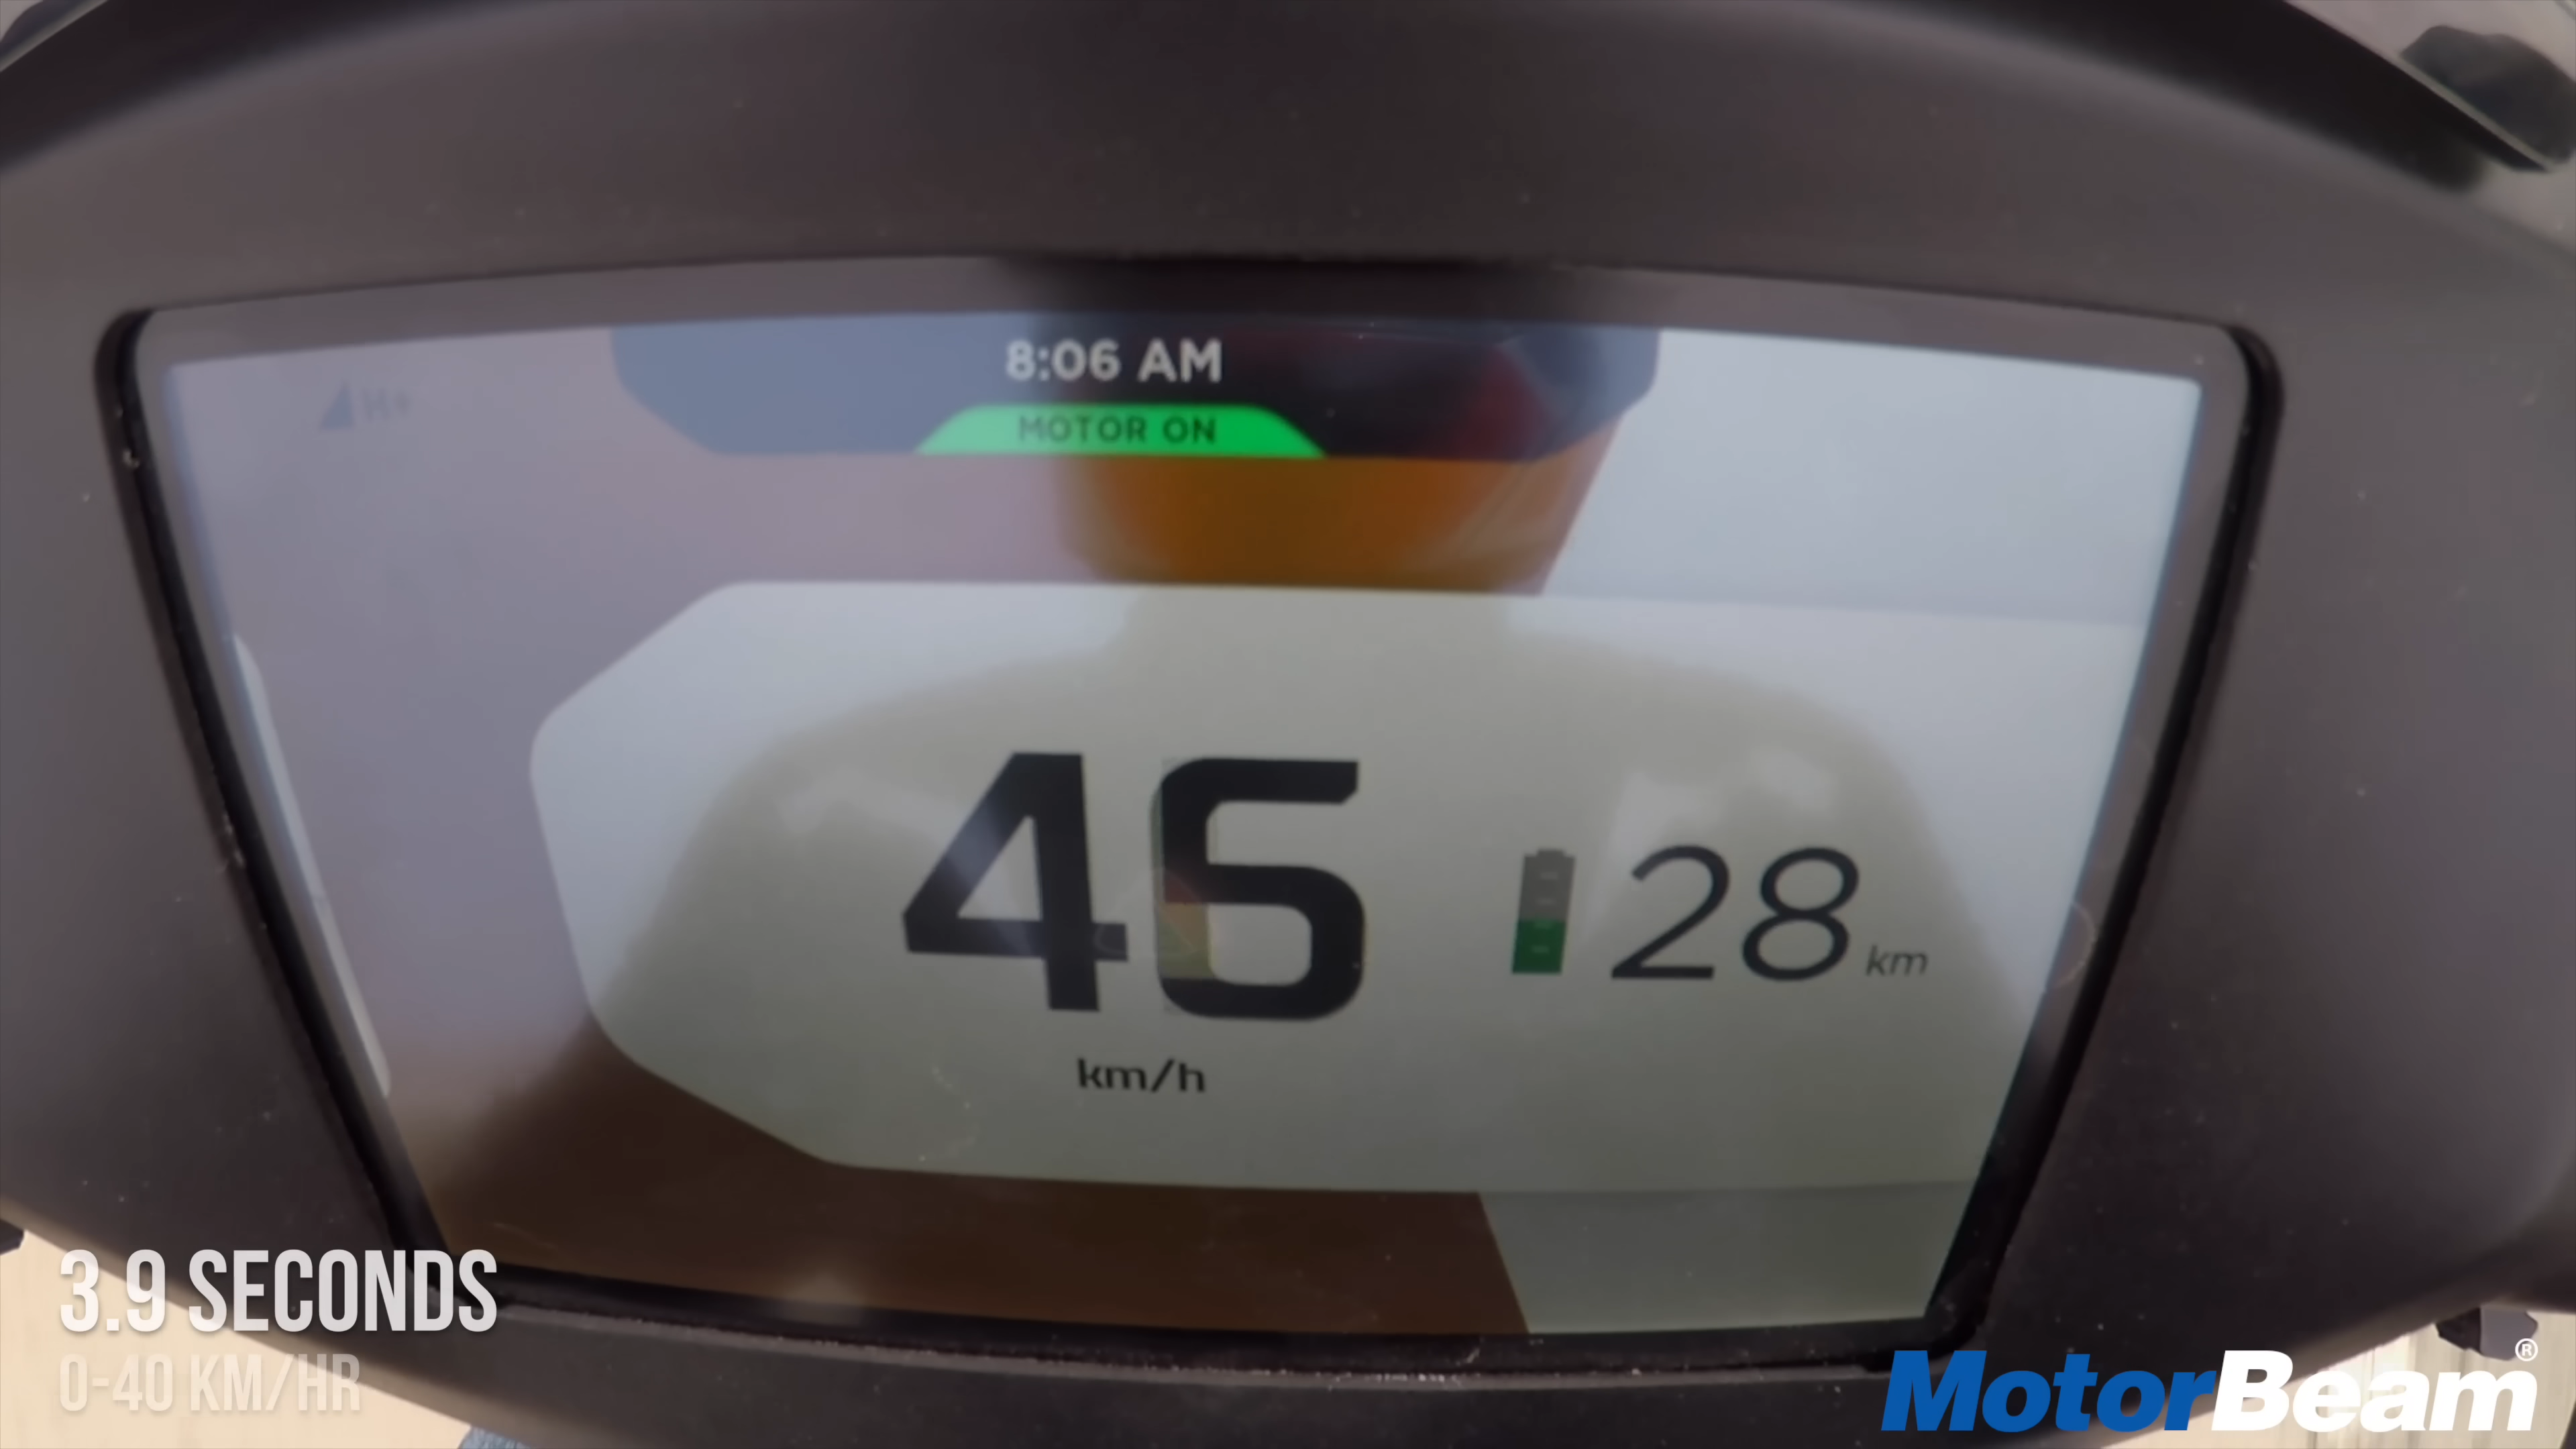 8:06 AM
H+
MOTOR ON
46
28 km
km/h
3.9 SECONDS
0-40 KM/HR
MotorBeam®